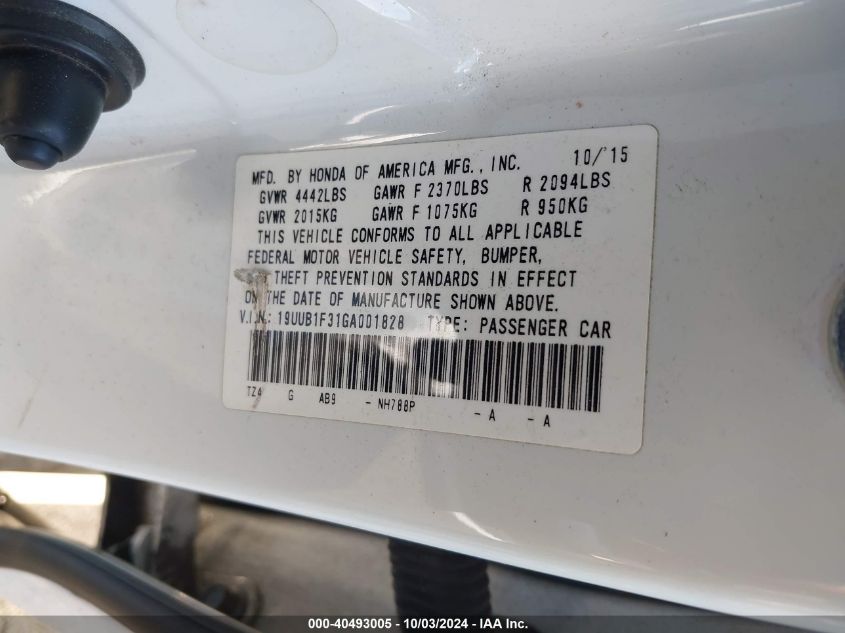 MFD. BY HONDA OF AMERICA MFG., INC. 10/'15
GVWR 4442LBS GAWR F 2370LBS R 2094LBS
GVWR 2015KG GAWR F 1075KG R 950KG
THIS VEHICLE CONFORMS TO ALL APPLICABLE
FEDERAL MOTOR VEHICLE SAFETY, BUMPER,
THEFT PREVENTION STANDARDS IN EFFECT
ON THE DATE OF MANUFACTURE SHOWN ABOVE.
V.I.N.: 19UUB1F31GA001828 TYPE: PASSENGER CAR
TZ4 G AB9 - NH788P - A - A
000-40493005 - 10/03/2024 - IAA Inc.